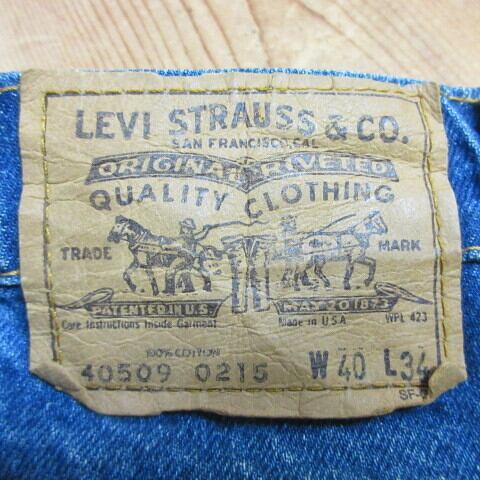 LEVI STRAUSS & CO.
SAN FRANCISCO, CAL
ORIGINAL RIVETED
QUALITY CLOTHING
TRADE MARK
PATENTED IN U.S. MAY 20 1873
Care Instructions Inside Garment Made in U S A WPL 423
100% COTTON
40509 0215 W 40 L 34